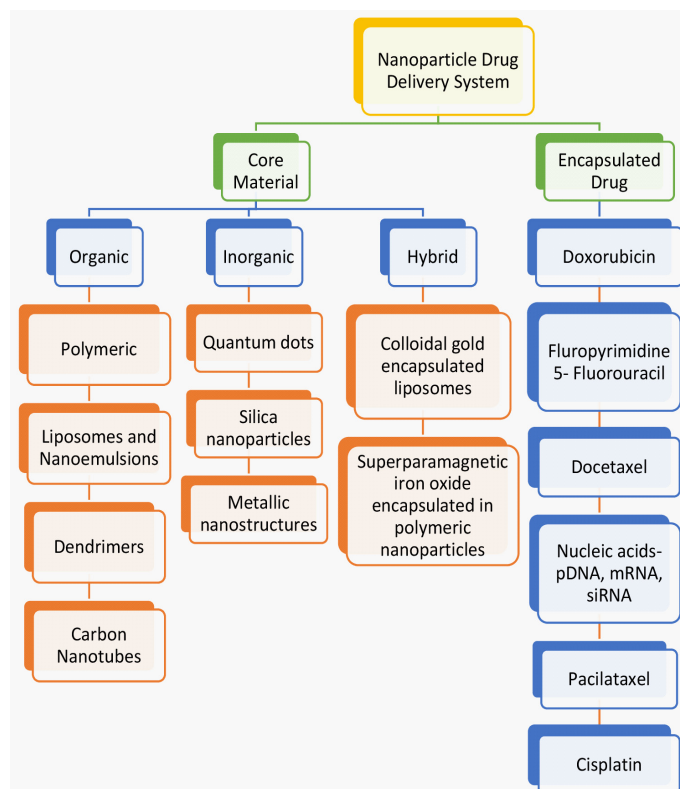 Nanoparticle Drug
Delivery System
Core
Material
Encapsulated
Drug
Organic
Inorganic
Hybrid
Doxorubicin
Polymeric
Liposomes and
Nanoemulsions
Dendrimers
Carbon
Nanotubes
Quantum dots
Silica
nanoparticles
Metallic
nanostructures
Colloidal gold
encapsulated
liposomes
Superparamagnetic
iron oxide
encapsulated in
polymeric
nanoparticles
Fluropyrimidine
5- Fluorouracil
Docetaxel
Nucleic acids-
pDNA, mRNA,
siRNA
Pacilataxel
Cisplatin